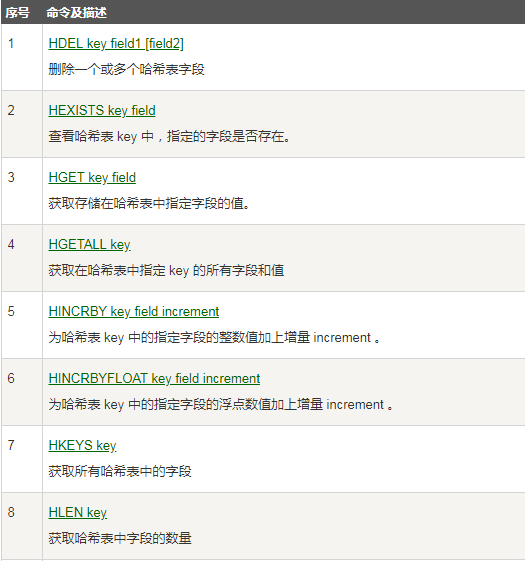 序号 命令及描述
1 HDEL key field1 [field2]
删除一个或多个哈希表字段
2 HEXISTS key field
查看哈希表 key 中，指定的字段是否存在。
3 HGET key field
获取存储在哈希表中指定字段的值。
4 HGETALL key
获取在哈希表中指定 key 的所有字段和值
5 HINCRBY key field increment
为哈希表 key 中的指定字段的整数值加上增量 increment 。
6 HINCRBYFLOAT key field increment
为哈希表 key 中的指定字段的浮点数值加上增量 increment 。
7 HKEYS key
获取所有哈希表中的字段
8 HLEN key
获取哈希表中字段的数量